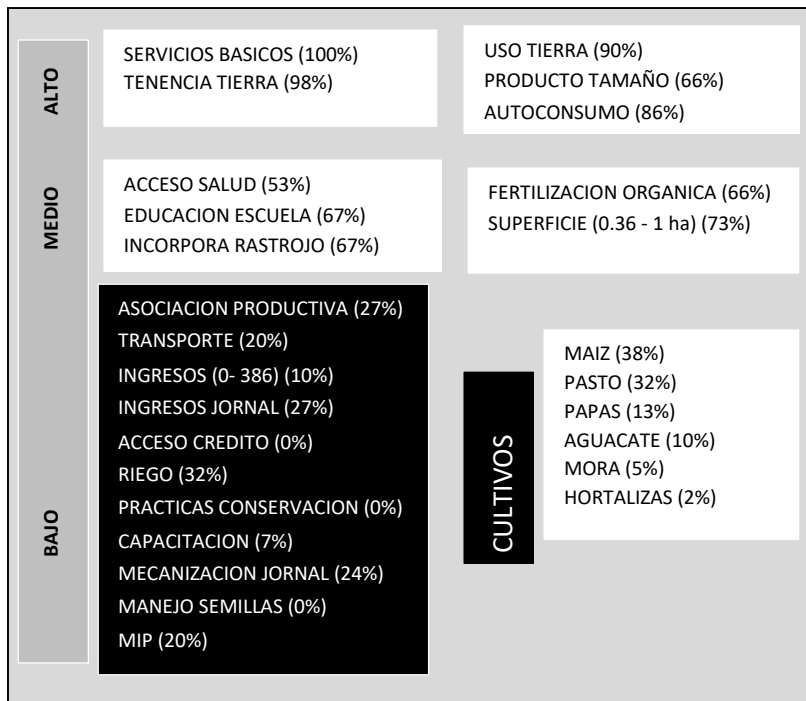 ALTO
SERVICIOS BASICOS (100%)
TENENCIA TIERRA (98%)
USO TIERRA (90%)
PRODUCTO TAMAÑO (66%)
AUTOCONSUMO (86%)
MEDIO
ACCESO SALUD (53%)
EDUCACION ESCUELA (67%)
INCORPORA RASTROJO (67%)
FERTILIZACION ORGANICA (66%)
SUPERFICIE (0.36 - 1 ha) (73%)
BAJO
ASOCIACION PRODUCTIVA (27%)
TRANSPORTE (20%)
INGRESOS (0- 386) (10%)
INGRESOS JORNAL (27%)
ACCESO CREDITO (0%)
RIEGO (32%)
PRACTICAS CONSERVACION (0%)
CAPACITACION (7%)
MECANIZACION JORNAL (24%)
MANEJO SEMILLAS (0%)
MIP (20%)
CULTIVOS
MAIZ (38%)
PASTO (32%)
PAPAS (13%)
AGUACATE (10%)
MORA (5%)
HORTALIZAS (2%)